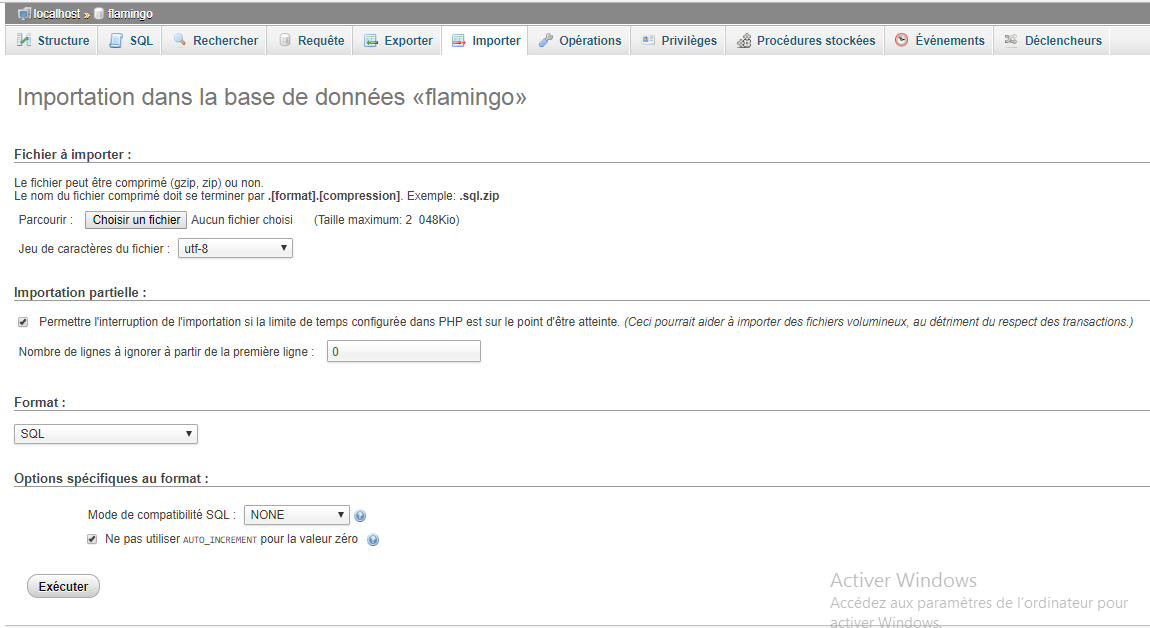 localhost » flamingo
Structure SQL Rechercher Requête Exporter Importer Opérations Privilèges Procédures stockées Événements Déclencheurs
Importation dans la base de données «flamingo»
Fichier à importer :
Le fichier peut être comprimé (gzip, zip) ou non.
Le nom du fichier comprimé doit se terminer par .[format].[compression]. Exemple: .sql.zip
Parcourir : Choisir un fichier Aucun fichier choisi (Taille maximum: 2 048Kio)
Jeu de caractères du fichier : utf-8
Importation partielle :
Permettre l'interruption de l'importation si la limite de temps configurée dans PHP est sur le point d'être atteinte. (Ceci pourrait aider à importer des fichiers volumineux, au détriment du respect des transactions.)
Nombre de lignes à ignorer à partir de la première ligne : 0
Format :
SQL
Options spécifiques au format :
Mode de compatibilité SQL : NONE
Ne pas utiliser AUTO_INCREMENT pour la valeur zéro
Exécuter
Activer Windows
Accédez aux paramètres de l'ordinateur pour
activer Windows.